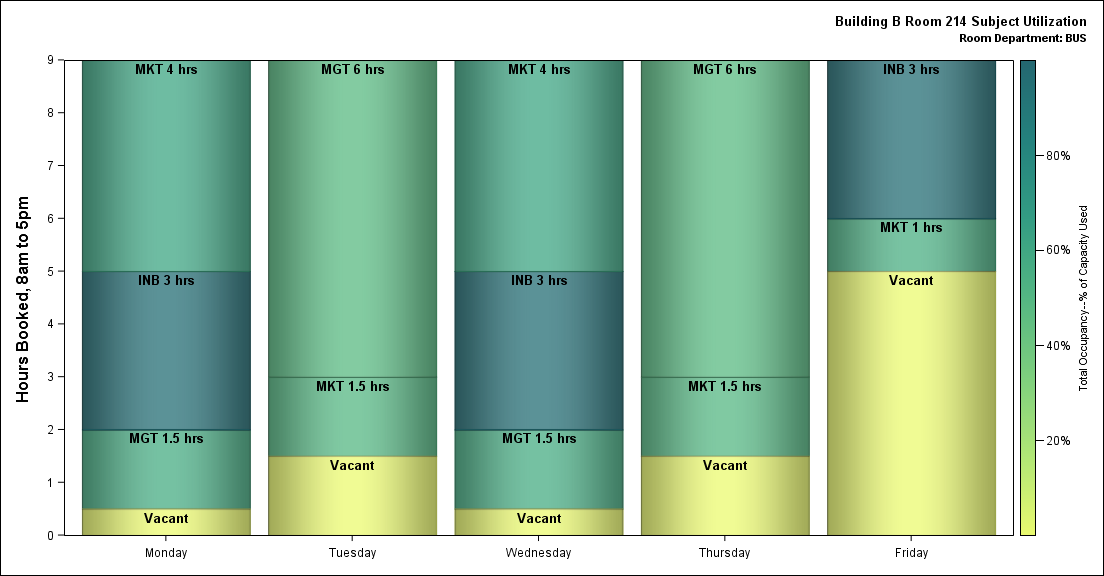 Building B Room 214 Subject Utilization
Room Department: BUS
Hours Booked, 8am to 5pm
9
8
7
6
5
4
3
2
1
0
MKT 4 hrs
INB 3 hrs
MGT 1.5 hrs
Vacant
MGT 6 hrs
MKT 1.5 hrs
Vacant
MKT 4 hrs
INB 3 hrs
MGT 1.5 hrs
Vacant
MGT 6 hrs
MKT 1.5 hrs
Vacant
INB 3 hrs
MKT 1 hrs
Vacant
Monday
Tuesday
Wednesday
Thursday
Friday
80%
60%
40%
20%
Total Occupancy--% of Capacity Used